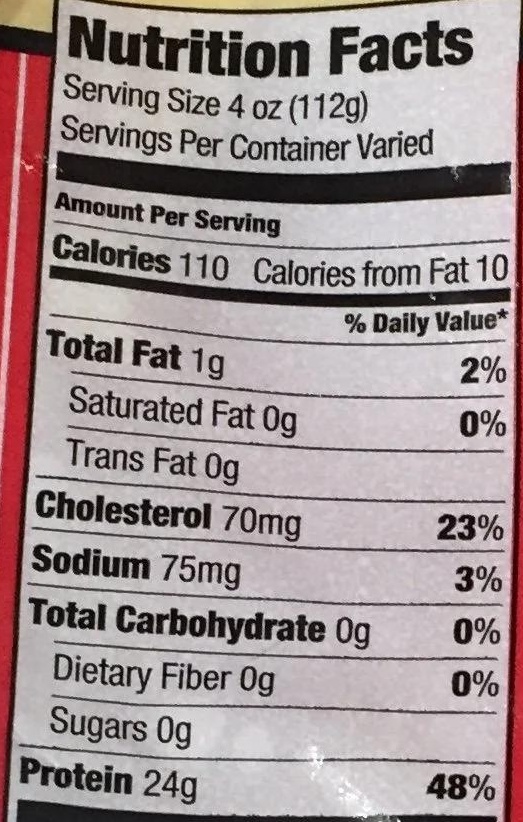 Nutrition Facts
Serving Size 4 oz (112g)
Servings Per Container Varied
Amount Per Serving
Calories 110 Calories from Fat 10
% Daily Value*
Total Fat 1g 2%
Saturated Fat 0g 0%
Trans Fat 0g
Cholesterol 70mg 23%
Sodium 75mg 3%
Total Carbohydrate 0g 0%
Dietary Fiber 0g 0%
Sugars 0g
Protein 24g 48%